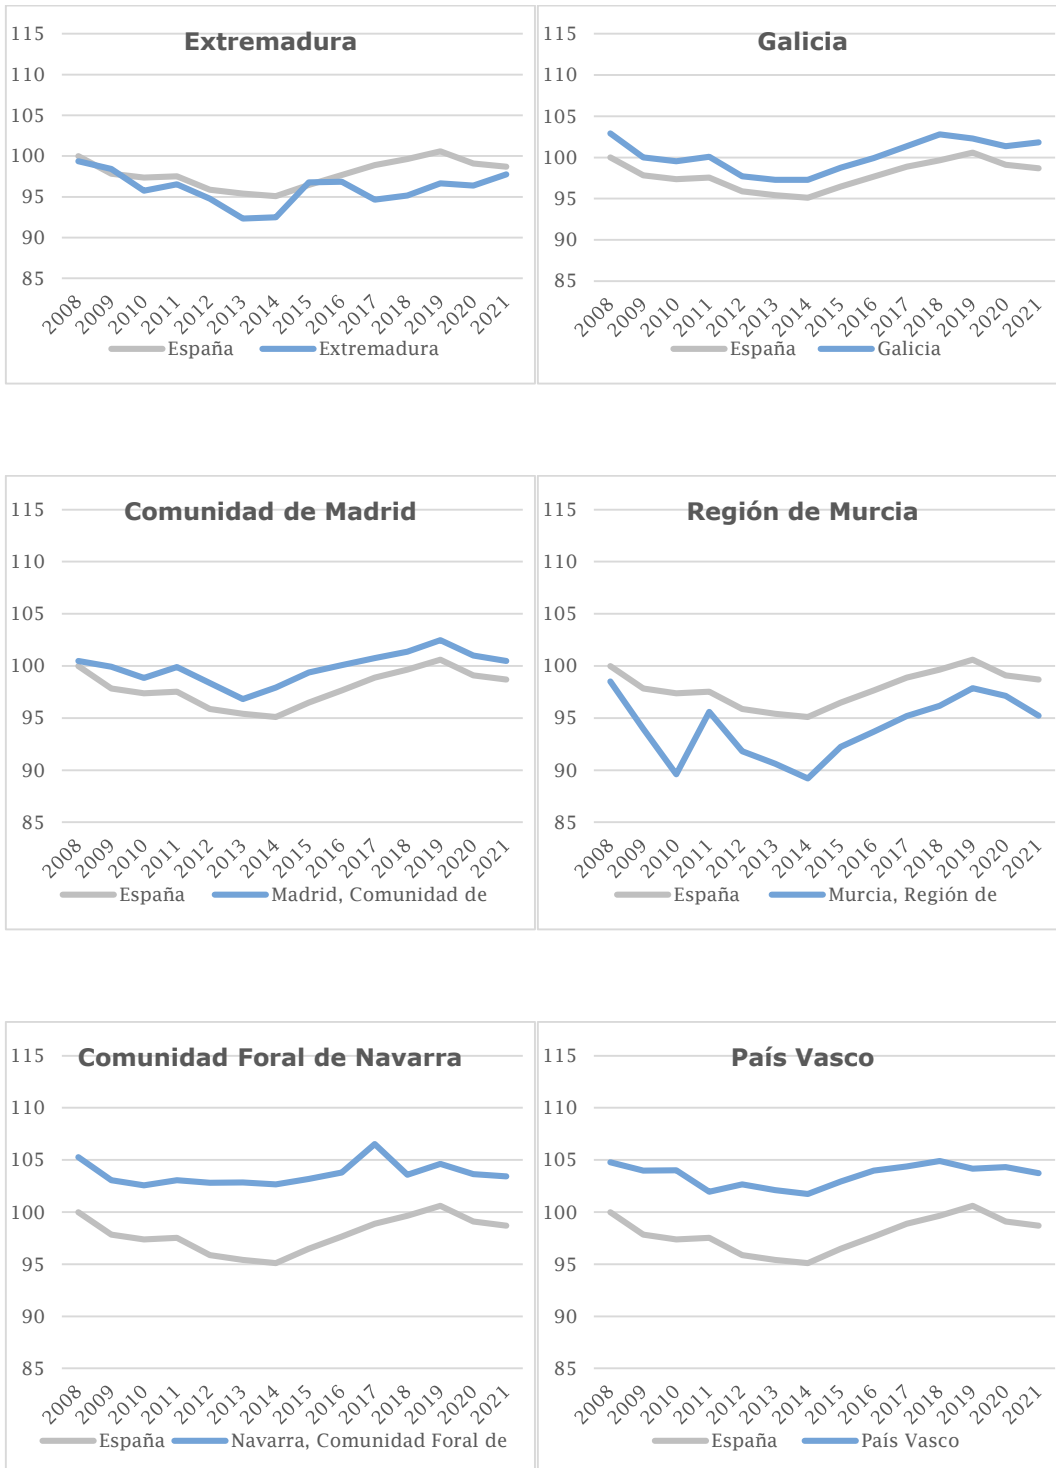 Extremadura
115
110
105
100
95
90
85
2008 2009 2010 2011 2012 2013 2014 2015 2016 2017 2018 2019 2020 2021
España Extremadura
Galicia
115
110
105
100
95
90
85
2008 2009 2010 2011 2012 2013 2014 2015 2016 2017 2018 2019 2020 2021
España Galicia
Comunidad de Madrid
115
110
105
100
95
90
85
2008 2009 2010 2011 2012 2013 2014 2015 2016 2017 2018 2019 2020 2021
España Madrid, Comunidad de
Región de Murcia
115
110
105
100
95
90
85
2008 2009 2010 2011 2012 2013 2014 2015 2016 2017 2018 2019 2020 2021
España Murcia, Región de
Comunidad Foral de Navarra
115
110
105
100
95
90
85
2008 2009 2010 2011 2012 2013 2014 2015 2016 2017 2018 2019 2020 2021
España Navarra, Comunidad Foral de
País Vasco
115
110
105
100
95
90
85
2008 2009 2010 2011 2012 2013 2014 2015 2016 2017 2018 2019 2020 2021
España País Vasco